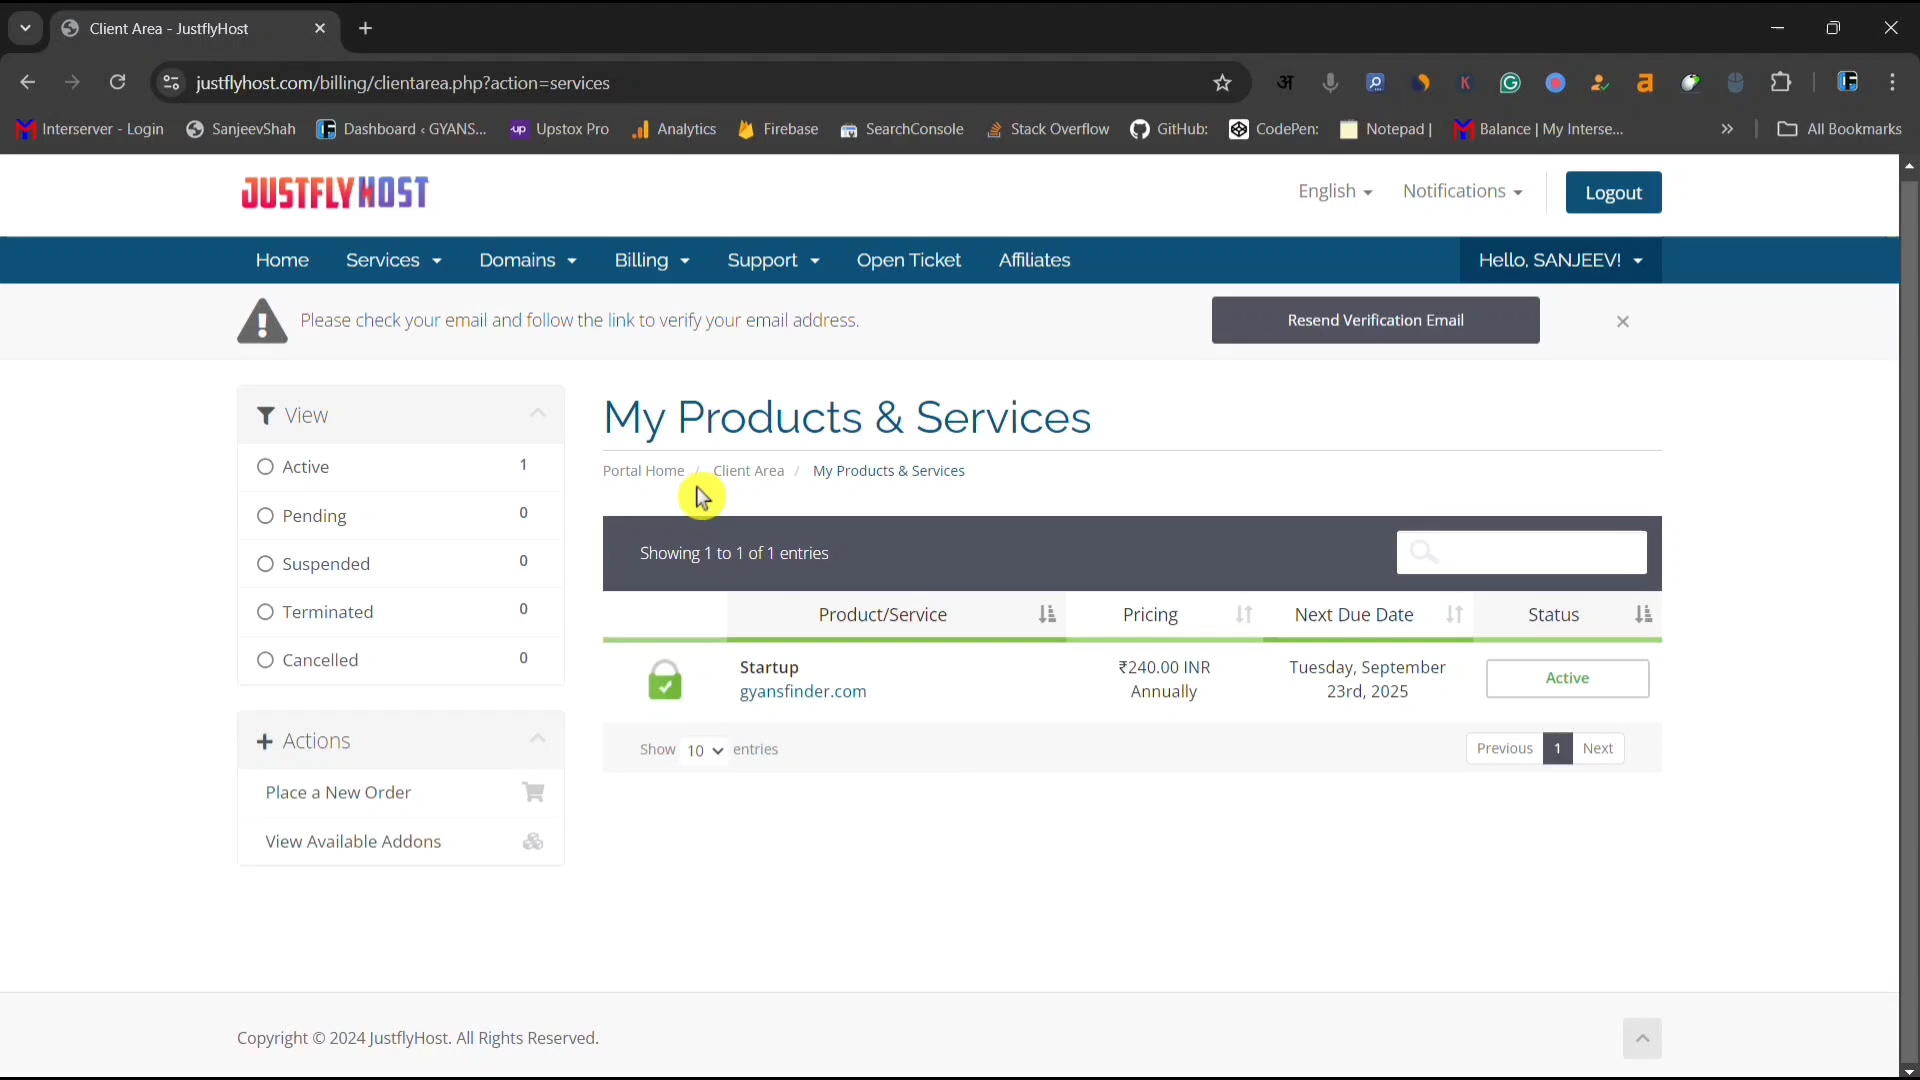 Client Area - JustflyHost
justflyhost.com/billing/clientarea.php?action=services
अ
Interserver - Login
SanjeevShah
Dashboard ‹ GYANS...
up Upstox Pro
Analytics
Firebase
SearchConsole
Stack Overflow
GitHub:
CodePen:
Notepad |
Balance | My Interse...
»
All Bookmarks
JUSTFLYHOST
English
Notifications
Logout
Home
Services
Domains
Billing
Support
Open Ticket
Affiliates
Hello, SANJEEV!
Please check your email and follow the link to verify your email address.
Resend Verification Email
View
Active 1
Pending 0
Suspended 0
Terminated 0
Cancelled 0
Actions
Place a New Order
View Available Addons
My Products & Services
Portal Home / Client Area / My Products & Services
Showing 1 to 1 of 1 entries
Product/Service
Pricing
Next Due Date
Status
Startup
gyansfinder.com
₹240.00 INR
Annually
Tuesday, September
23rd, 2025
Active
Show 10 entries
Previous 1 Next
Copyright © 2024 JustflyHost. All Rights Reserved.